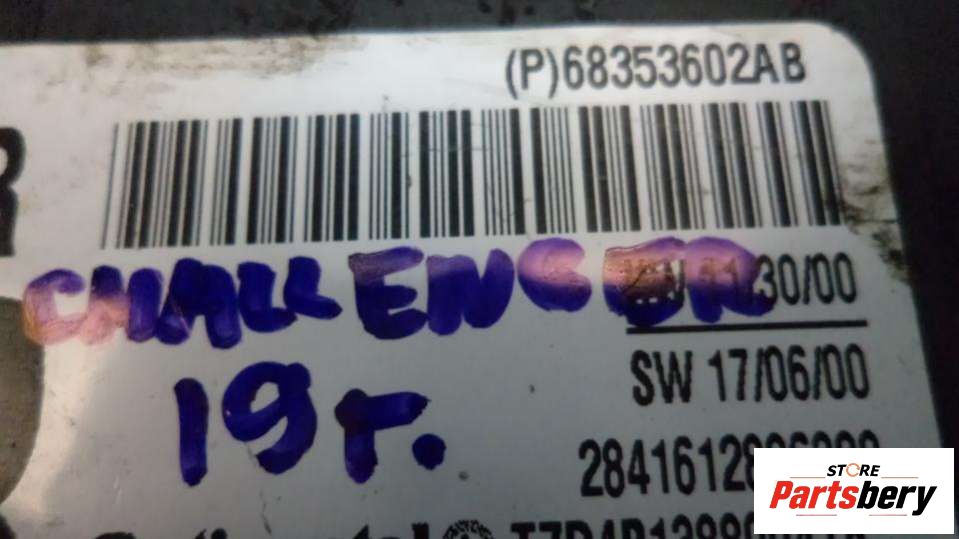 (P)68353602AB
CHALLENGER
30/00
19г.
SW 17/06/00
STORE
Partsbery